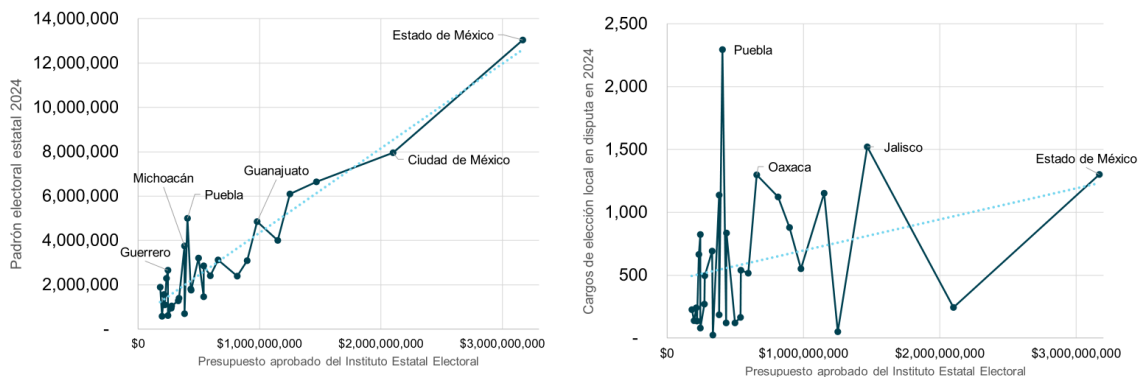 Padrón electoral estatal 2024
14,000,000
12,000,000
10,000,000
8,000,000
6,000,000
4,000,000
2,000,000
-
Estado de México
Ciudad de México
Guanajuato
Michoacán
Puebla
Guerrero
$0
$1,000,000,000
$2,000,000,000
$3,000,000,000
Presupuesto aprobado del Instituto Estatal Electoral
Cargos de elección local en disputa en 2024
2,500
2,000
1,500
1,000
500
-
Puebla
Jalisco
Oaxaca
Estado de México
$0
$1,000,000,000
$2,000,000,000
$3,000,000,000
Presupuesto aprobado del Instituto Estatal Electoral